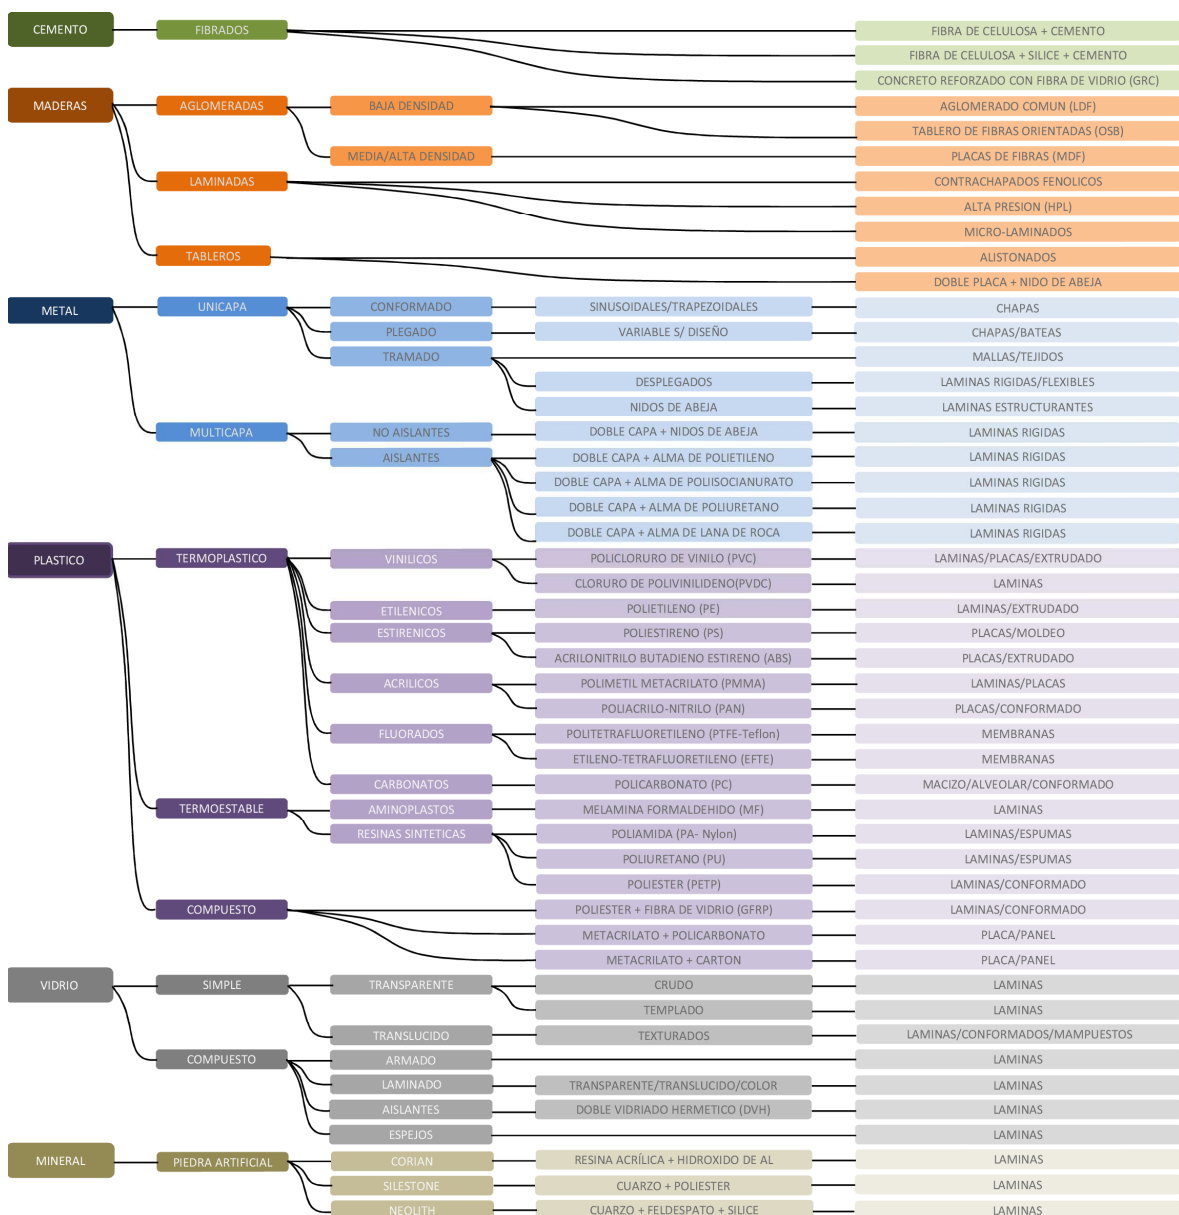 CEMENTO
FIBRADOS
FIBRA DE CELULOSA + CEMENTO
FIBRA DE CELULOSA + SILICE + CEMENTO
CONCRETO REFORZADO CON FIBRA DE VIDRIO (GRC)
MADERAS
AGLOMERADAS
BAJA DENSIDAD
AGLOMERADO COMUN (LDF)
TABLERO DE FIBRAS ORIENTADAS (OSB)
MEDIA/ALTA DENSIDAD
PLACAS DE FIBRAS (MDF)
LAMINADAS
CONTRACHAPADOS FENOLICOS
ALTA PRESION (HPL)
MICRO-LAMINADOS
TABLEROS
ALISTONADOS
DOBLE PLACA + NIDO DE ABEJA
METAL
UNICAPA
CONFORMADO
SINUSOIDALES/TRAPEZOIDALES
CHAPAS
PLEGADO
VARIABLE S/ DISEÑO
CHAPAS/BATEAS
TRAMADO
MALLAS/TEJIDOS
DESPLEGADOS
LAMINAS RIGIDAS/FLEXIBLES
NIDOS DE ABEJA
LAMINAS ESTRUCTURANTES
MULTICAPA
NO AISLANTES
DOBLE CAPA + NIDOS DE ABEJA
LAMINAS RIGIDAS
AISLANTES
DOBLE CAPA + ALMA DE POLIETILENO
LAMINAS RIGIDAS
DOBLE CAPA + ALMA DE POLIISOCIANURATO
LAMINAS RIGIDAS
DOBLE CAPA + ALMA DE POLIURETANO
LAMINAS RIGIDAS
DOBLE CAPA + ALMA DE LANA DE ROCA
LAMINAS RIGIDAS
PLASTICO
TERMOPLASTICO
VINILICOS
POLICLORURO DE VINILO (PVC)
LAMINAS/PLACAS/EXTRUDADO
CLORURO DE POLIVINILIDENO(PVDC)
LAMINAS
ETILENICOS
POLIETILENO (PE)
LAMINAS/EXTRUDADO
ESTIRENICOS
POLIESTIRENO (PS)
PLACAS/MOLDEO
ACRILONITRILO BUTADIENO ESTIRENO (ABS)
PLACAS/EXTRUDADO
ACRILICOS
POLIMETIL METACRILATO (PMMA)
LAMINAS/PLACAS
POLIACRILO-NITRILO (PAN)
PLACAS/CONFORMADO
FLUORADOS
POLITETRAFLUORETILENO (PTFE-Teflon)
MEMBRANAS
ETILENO-TETRAFLUORETILENO (EFTE)
MEMBRANAS
CARBONATOS
POLICARBONATO (PC)
MACIZO/ALVEOLAR/CONFORMADO
TERMOESTABLE
AMINOPLASTOS
MELAMINA FORMALDEHIDO (MF)
LAMINAS
RESINAS SINTETICAS
POLIAMIDA (PA- Nylon)
LAMINAS/ESPUMAS
POLIURETANO (PU)
LAMINAS/ESPUMAS
POLIESTER (PETP)
LAMINAS/CONFORMADO
COMPUESTO
POLIESTER + FIBRA DE VIDRIO (GFRP)
LAMINAS/CONFORMADO
METACRILATO + POLICARBONATO
PLACA/PANEL
METACRILATO + CARTON
PLACA/PANEL
VIDRIO
SIMPLE
TRANSPARENTE
CRUDO
LAMINAS
TEMPLADO
LAMINAS
TRANSLUCIDO
TEXTURADOS
LAMINAS/CONFORMADOS/MAMPUESTOS
COMPUESTO
ARMADO
LAMINAS
LAMINADO
TRANSPARENTE/TRANSLUCIDO/COLOR
LAMINAS
AISLANTES
DOBLE VIDRIADO HERMETICO (DVH)
LAMINAS
ESPEJOS
LAMINAS
MINERAL
PIEDRA ARTIFICIAL
CORIAN
RESINA ACRÍLICA + HIDROXIDO DE AL
LAMINAS
SILESTONE
CUARZO + POLIESTER
LAMINAS
NEOLITH
CUARZO + FELDESPATO + SILICE
LAMINAS